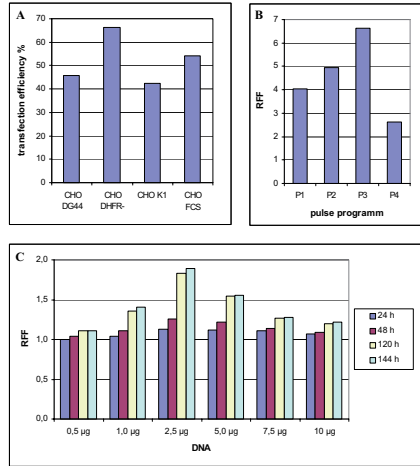 A
transfection efficiency %
70
60
50
40
30
20
10
0
CHO DG44
CHO DHFR-
CHO K1
CHO FCS
B
RFF
7
6
5
4
3
2
1
0
P1 P2 P3 P4
pulse programm
C
RFF
2,0
1,5
1,0
0,5
0,0
0,5 µg 1,0 µg 2,5 µg 5,0 µg 7,5 µg 10 µg
DNA
24 h
48 h
120 h
144 h